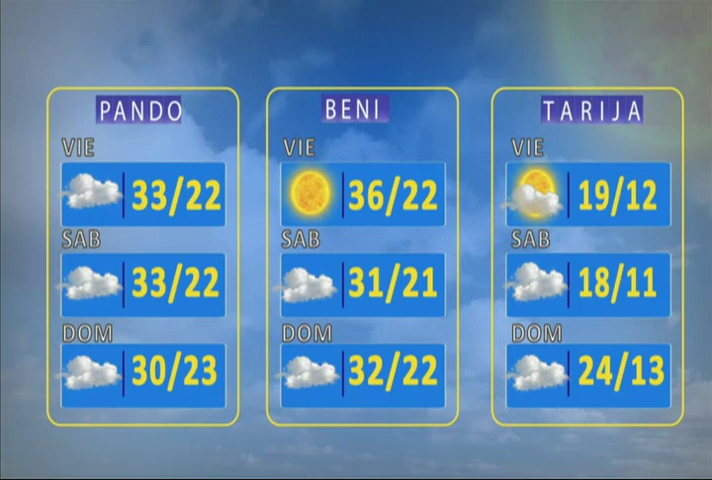 PANDO
VIE
33/22
SAB
33/22
DOM
30/23
BENI
VIE
36/22
SAB
31/21
DOM
32/22
TARIJA
VIE
19/12
SAB
18/11
DOM
24/13